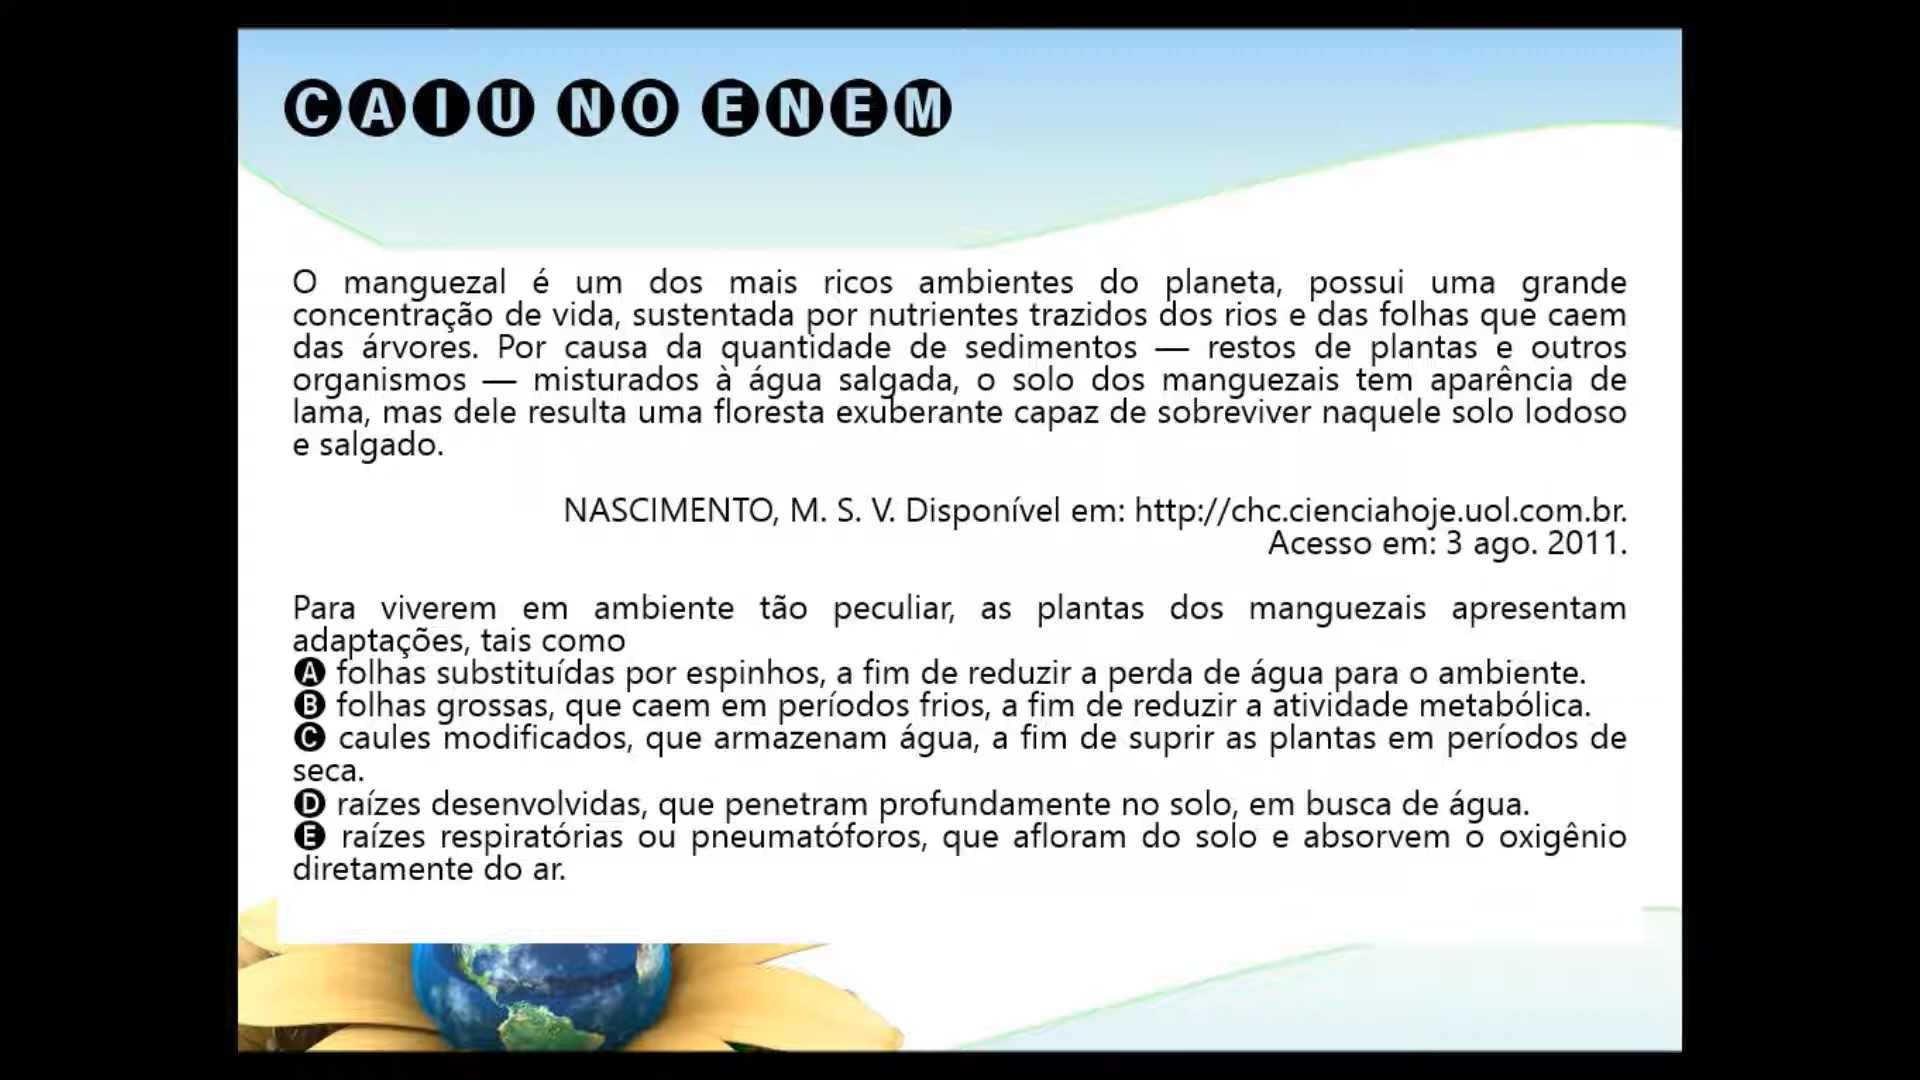 CAIU NO ENEM
O manguezal é um dos mais ricos ambientes do planeta, possui uma grande
concentração de vida, sustentada por nutrientes trazidos dos rios e das folhas que caem
das árvores. Por causa da quantidade de sedimentos — restos de plantas e outros
organismos — misturados à água salgada, o solo dos manguezais tem aparência de
lama, mas dele resulta uma floresta exuberante capaz de sobreviver naquele solo lodoso
e salgado.
NASCIMENTO, M. S. V. Disponível em: http://chc.cienciahoje.uol.com.br.
Acesso em: 3 ago. 2011.
Para viverem em ambiente tão peculiar, as plantas dos manguezais apresentam
adaptações, tais como
A folhas substituídas por espinhos, a fim de reduzir a perda de água para o ambiente.
B folhas grossas, que caem em períodos frios, a fim de reduzir a atividade metabólica.
C caules modificados, que armazenam água, a fim de suprir as plantas em períodos de
seca.
D raízes desenvolvidas, que penetram profundamente no solo, em busca de água.
E raízes respiratórias ou pneumatóforos, que afloram do solo e absorvem o oxigênio
diretamente do ar.